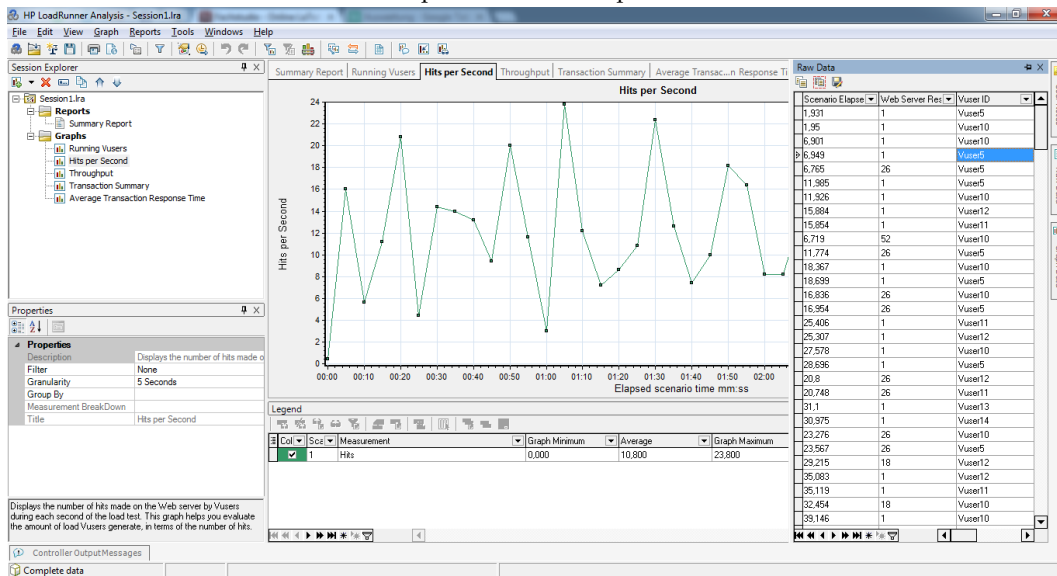 HP LoadRunner Analysis - Session1.lra
File Edit View Graph Reports Tools Windows Help
Session Explorer
Session1.lra
Reports
Summary Report
Graphs
Running Vusers
Hits per Second
Throughput
Transaction Summary
Average Transaction Response Time
Properties
Properties
Description Displays the number of hits made o
Filter None
Granularity 5 Seconds
Group By
Measurement BreakDown
Title Hits per Second
Displays the number of hits made on the Web server by Vusers
during each second of the load test. This graph helps you evaluate
the amount of load Vusers generate, in terms of the number of hits.
Summary Report Running Vusers Hits per Second Throughput Transaction Summary Average Transac...n Response Ti
Hits per Second
Hits per Second
24
22
20
18
16
14
12
10
8
6
4
2
0
00:00 00:10 00:20 00:30 00:40 00:50 01:00 01:10 01:20 01:30 01:40 01:50 02:00
Elapsed scenario time mm:ss
Legend
Col Sca Measurement Graph Minimum Average Graph Maximum
1 Hits 0,000 10,800 23,800
Raw Data
Scenario Elapse Web Server Res Vuser ID
1,931 1 Vuser5
1,95 1 Vuser10
6,901 1 Vuser10
6,949 1 Vuser5
6,765 26 Vuser5
11,985 1 Vuser5
11,926 1 Vuser10
15,884 1 Vuser12
15,854 1 Vuser11
6,719 52 Vuser10
11,774 26 Vuser5
18,367 1 Vuser10
18,699 1 Vuser5
16,836 26 Vuser10
16,954 26 Vuser5
25,406 1 Vuser11
25,307 1 Vuser12
27,578 1 Vuser10
28,696 1 Vuser5
20,8 26 Vuser12
20,748 26 Vuser11
31,1 1 Vuser13
30,975 1 Vuser14
23,276 26 Vuser10
23,567 26 Vuser5
29,215 18 Vuser12
35,083 1 Vuser12
35,119 1 Vuser11
32,454 18 Vuser10
39,146 1 Vuser10
Controller Output Messages
Complete data